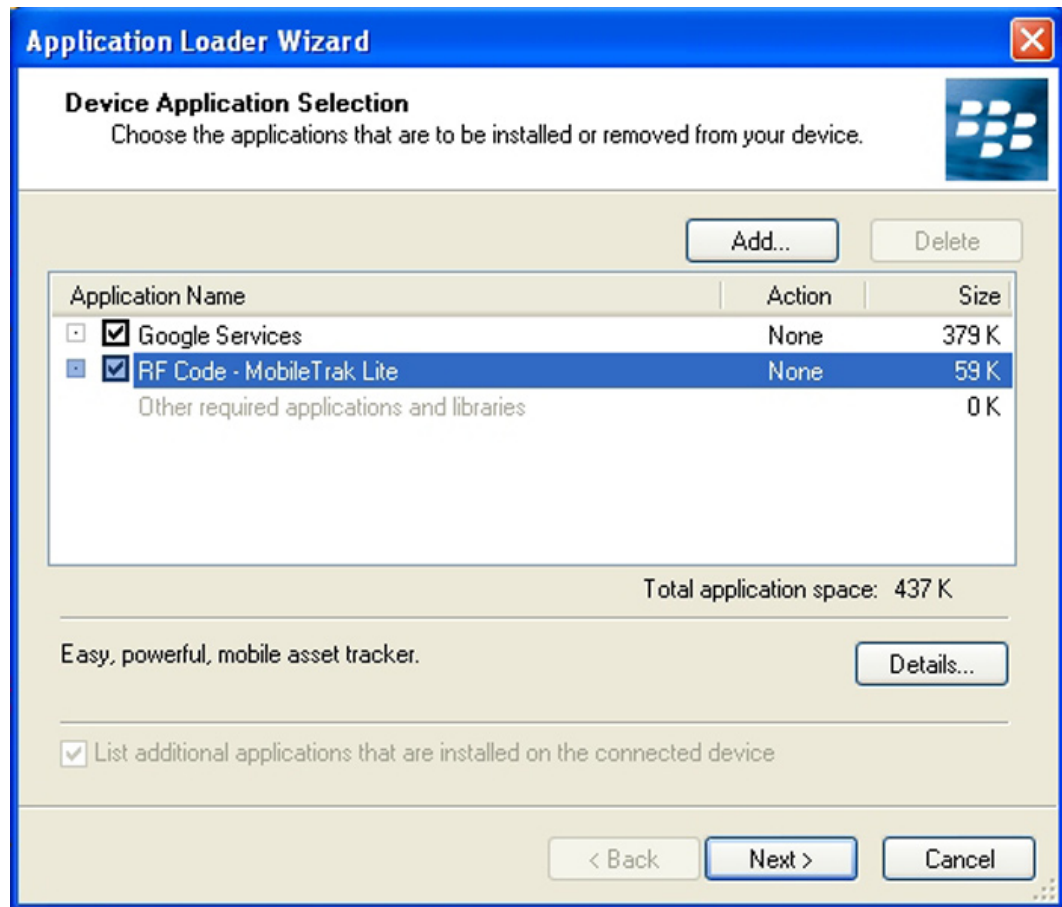 Application Loader Wizard
Device Application Selection
Choose the applications that are to be installed or removed from your device.
Add... Delete
Application Name Action Size
Google Services None 379 K
RF Code - MobileTrak Lite None 59 K
Other required applications and libraries 0 K
Total application space: 437 K
Easy, powerful, mobile asset tracker.
Details...
List additional applications that are installed on the connected device
< Back Next > Cancel